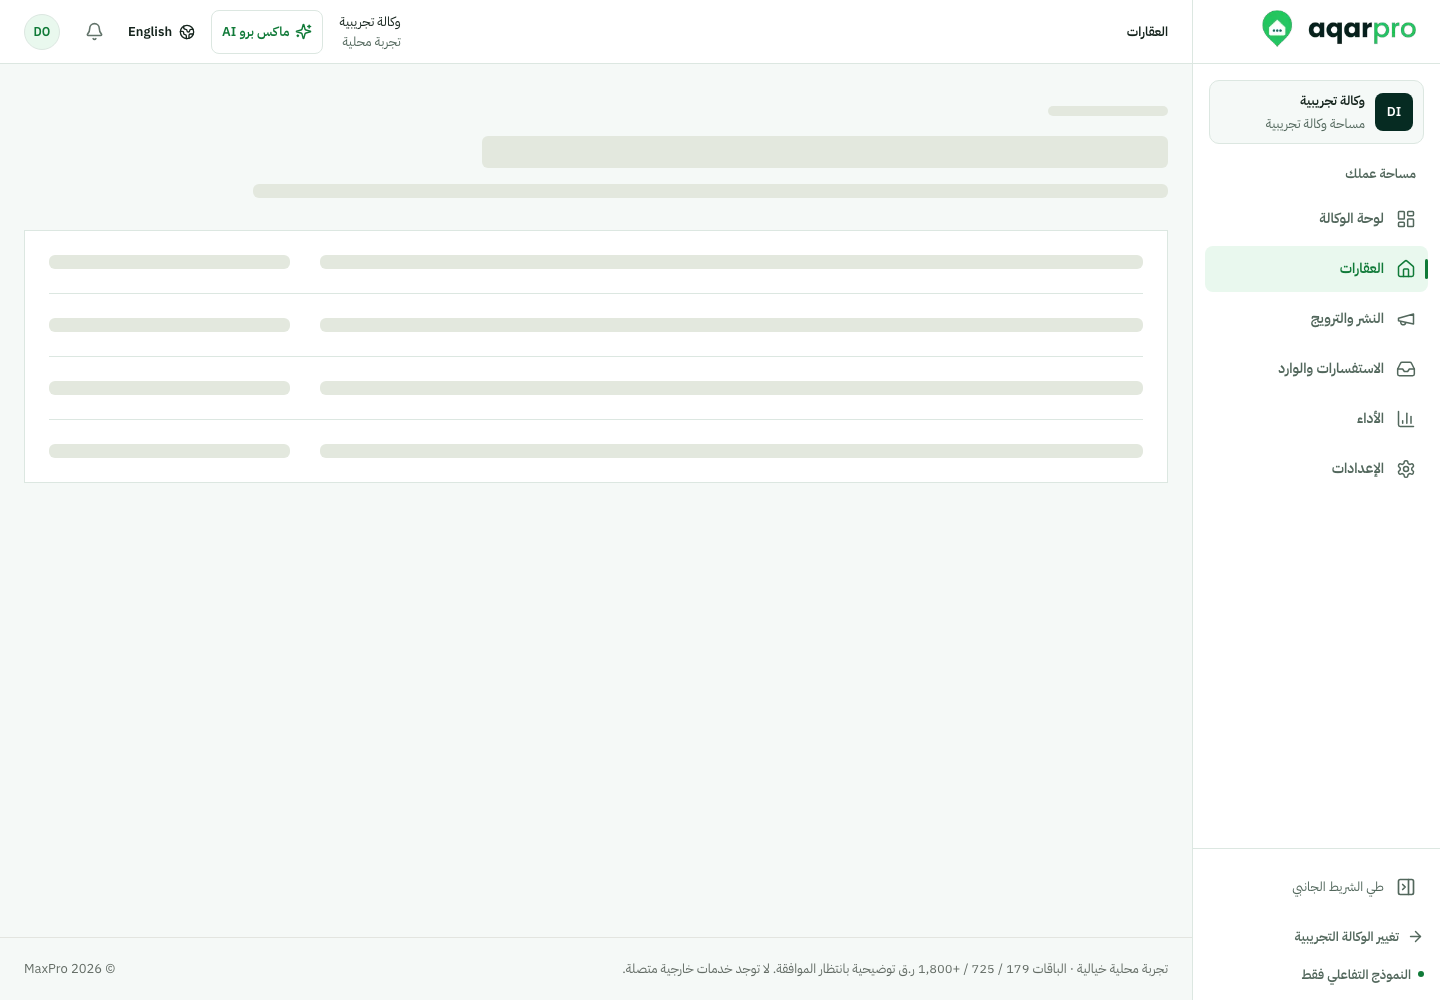 aqarpro
العقارات
وكالة تجريبية
تجربة محلية
ماكس برو AI
English
DO
DI
وكالة تجريبية
مساحة وكالة تجريبية
مساحة عملك
لوحة الوكالة
العقارات
النشر والترويج
الاستفسارات والوارد
الأداء
الإعدادات
طي الشريط الجانبي
تغيير الوكالة التجريبية
النموذج التفاعلي فقط
تجربة محلية خيالية · الباقات 179 / 725 / 1,800+ ر.ق توضيحية بانتظار الموافقة. لا توجد خدمات خارجية متصلة.
© 2026 MaxPro